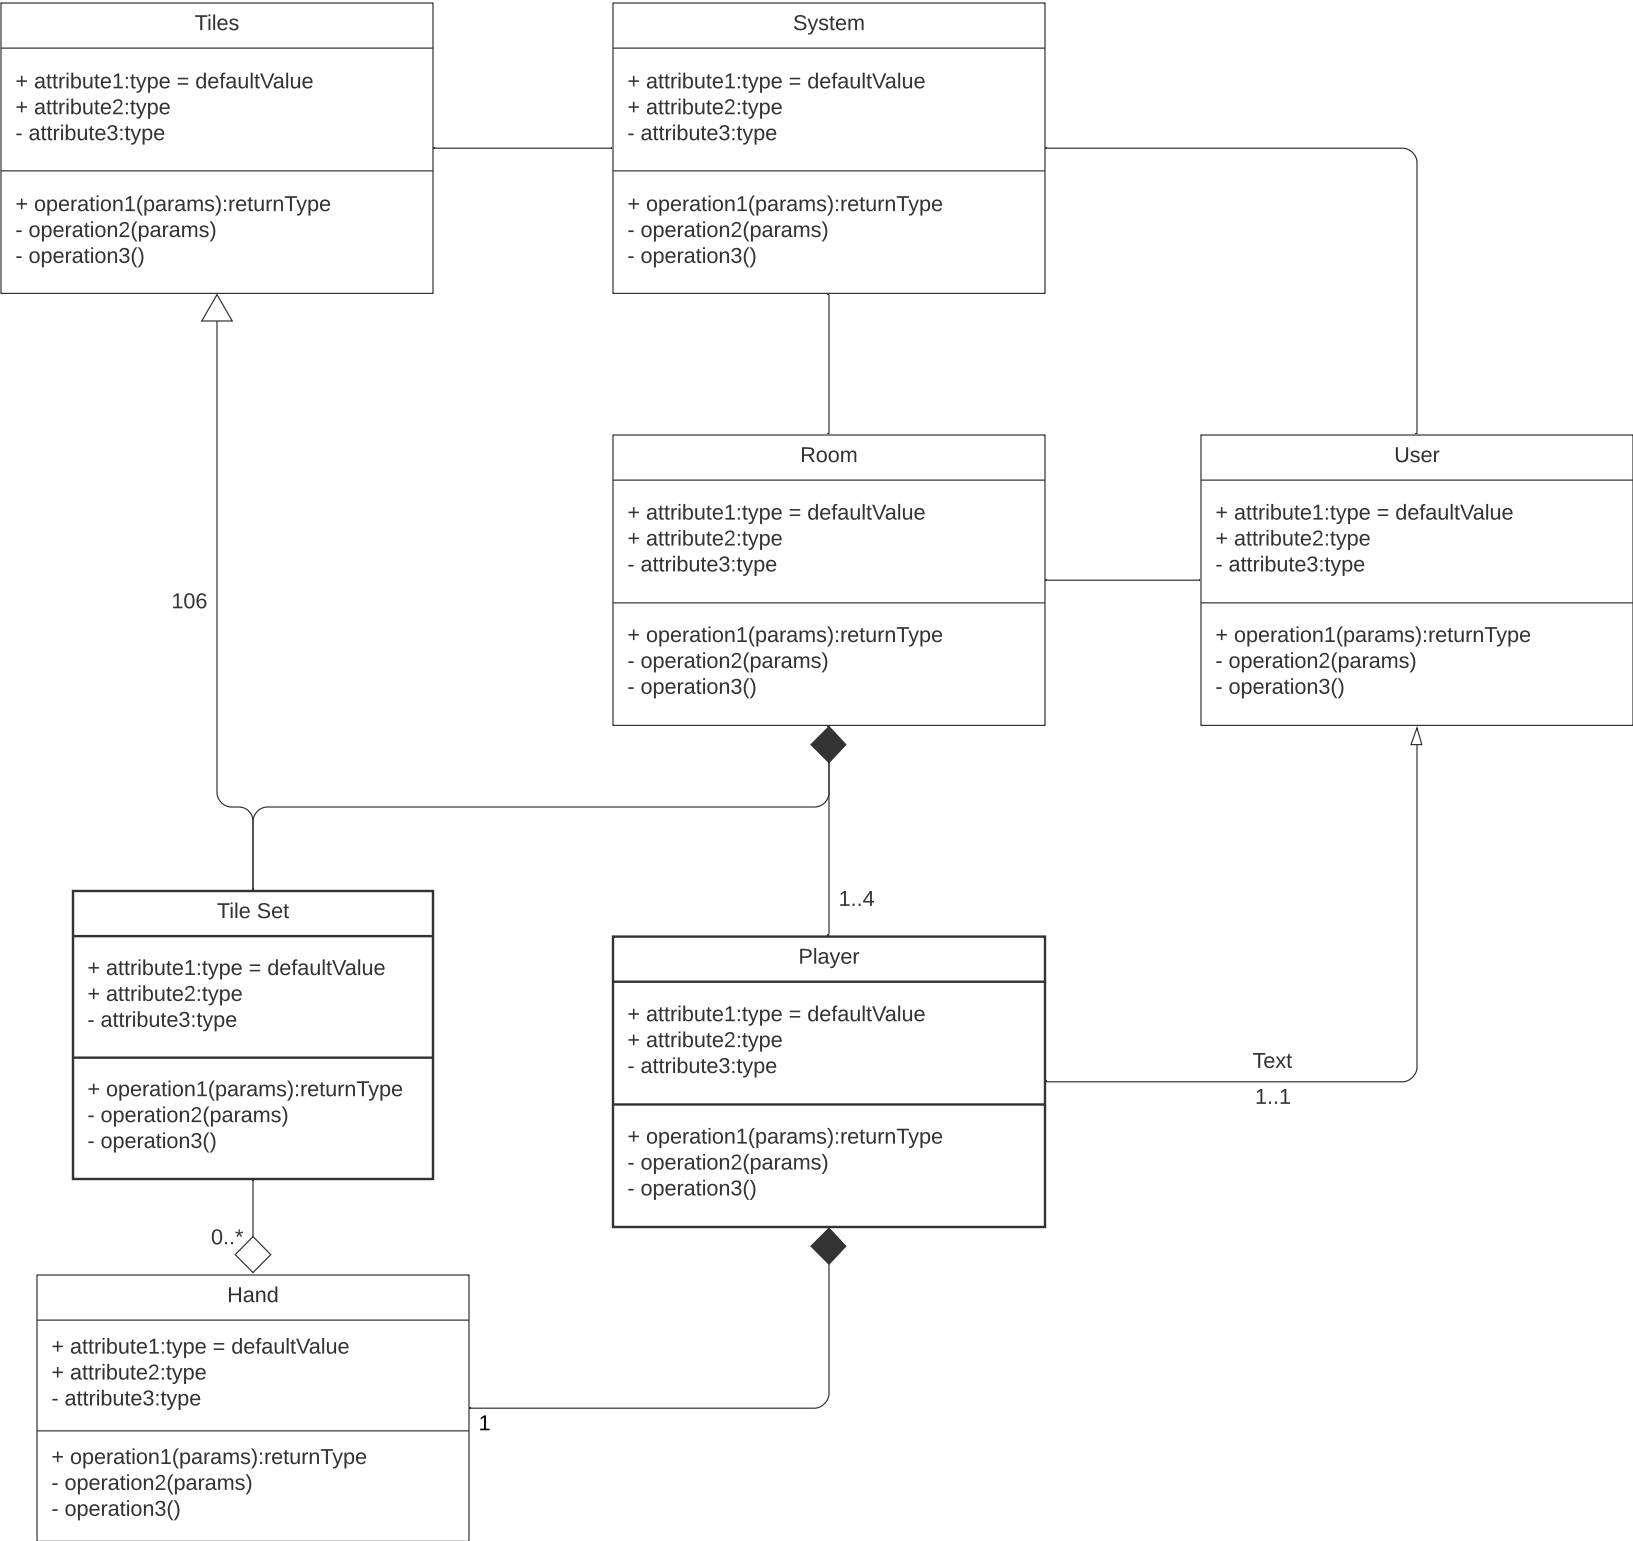 Tiles
+ attribute1:type = defaultValue
+ attribute2:type
- attribute3:type
+ operation1(params):returnType
- operation2(params)
- operation3()
System
+ attribute1:type = defaultValue
+ attribute2:type
- attribute3:type
+ operation1(params):returnType
- operation2(params)
- operation3()
Room
+ attribute1:type = defaultValue
+ attribute2:type
- attribute3:type
+ operation1(params):returnType
- operation2(params)
- operation3()
User
+ attribute1:type = defaultValue
+ attribute2:type
- attribute3:type
+ operation1(params):returnType
- operation2(params)
- operation3()
106
1..4
Tile Set
+ attribute1:type = defaultValue
+ attribute2:type
- attribute3:type
+ operation1(params):returnType
- operation2(params)
- operation3()
Player
+ attribute1:type = defaultValue
+ attribute2:type
- attribute3:type
+ operation1(params):returnType
- operation2(params)
- operation3()
Text
1..1
0..*
Hand
+ attribute1:type = defaultValue
+ attribute2:type
- attribute3:type
+ operation1(params):returnType
- operation2(params)
- operation3()
1